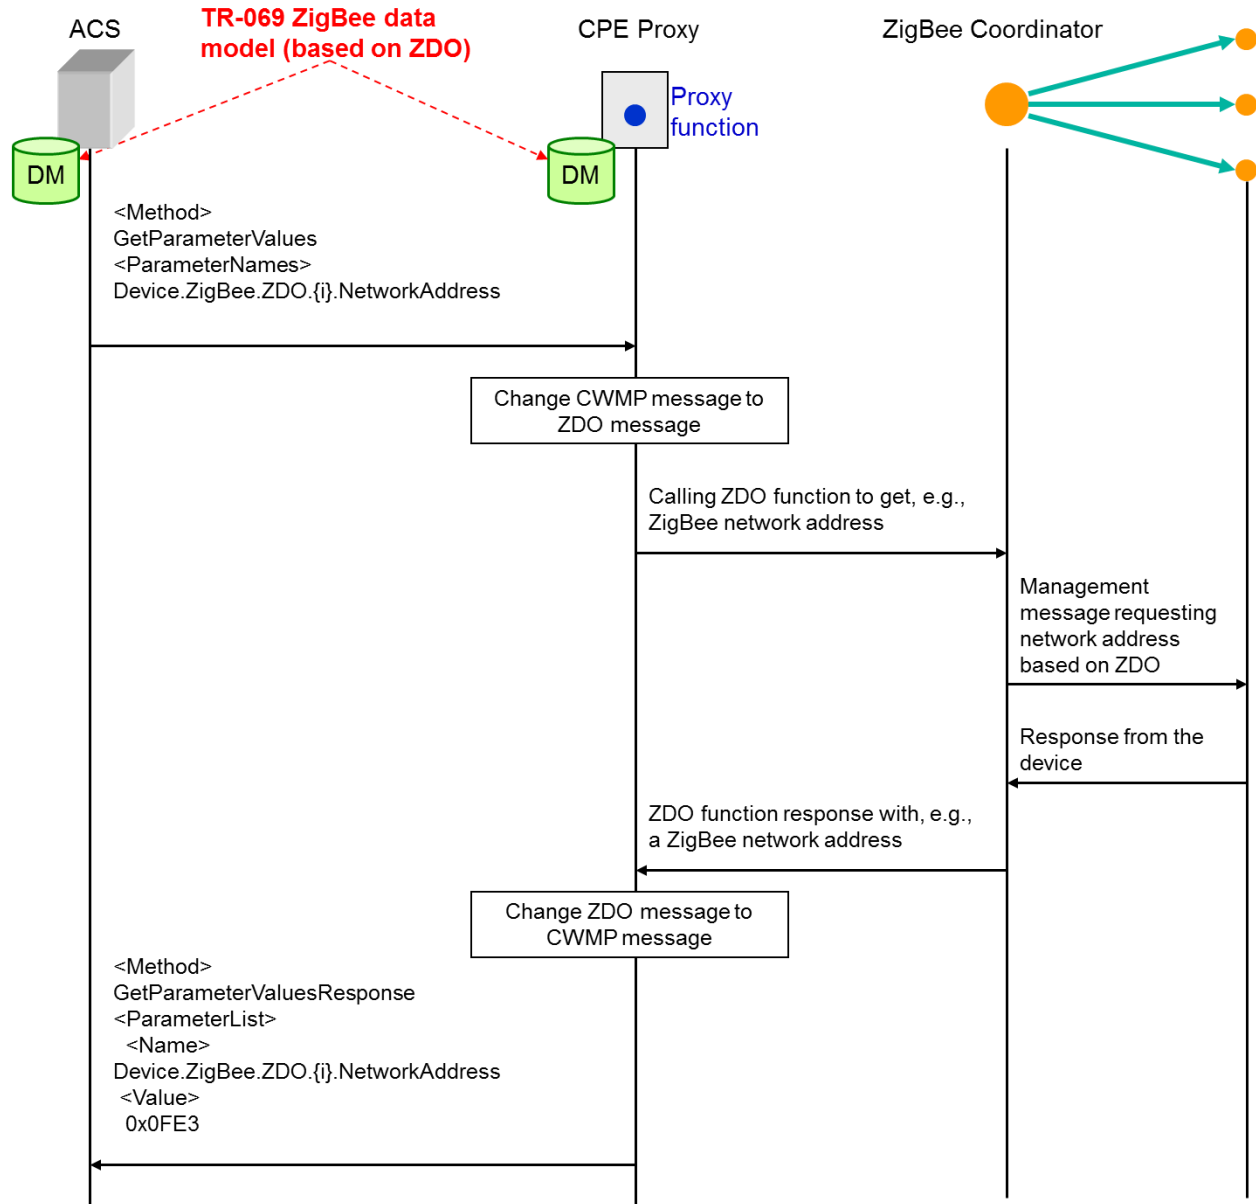 ACS
TR-069 ZigBee data
model (based on ZDO)
CPE Proxy
ZigBee Coordinator
Proxy
function
DM
DM
<Method>
GetParameterValues
<ParameterNames>
Device.ZigBee.ZDO.{i}.NetworkAddress
Change CWMP message to
ZDO message
Calling ZDO function to get, e.g.,
ZigBee network address
Management
message requesting
network address
based on ZDO
Response from the
device
ZDO function response with, e.g.,
a ZigBee network address
Change ZDO message to
CWMP message
<Method>
GetParameterValuesResponse
<ParameterList>
<Name>
Device.ZigBee.ZDO.{i}.NetworkAddress
<Value>
0x0FE3